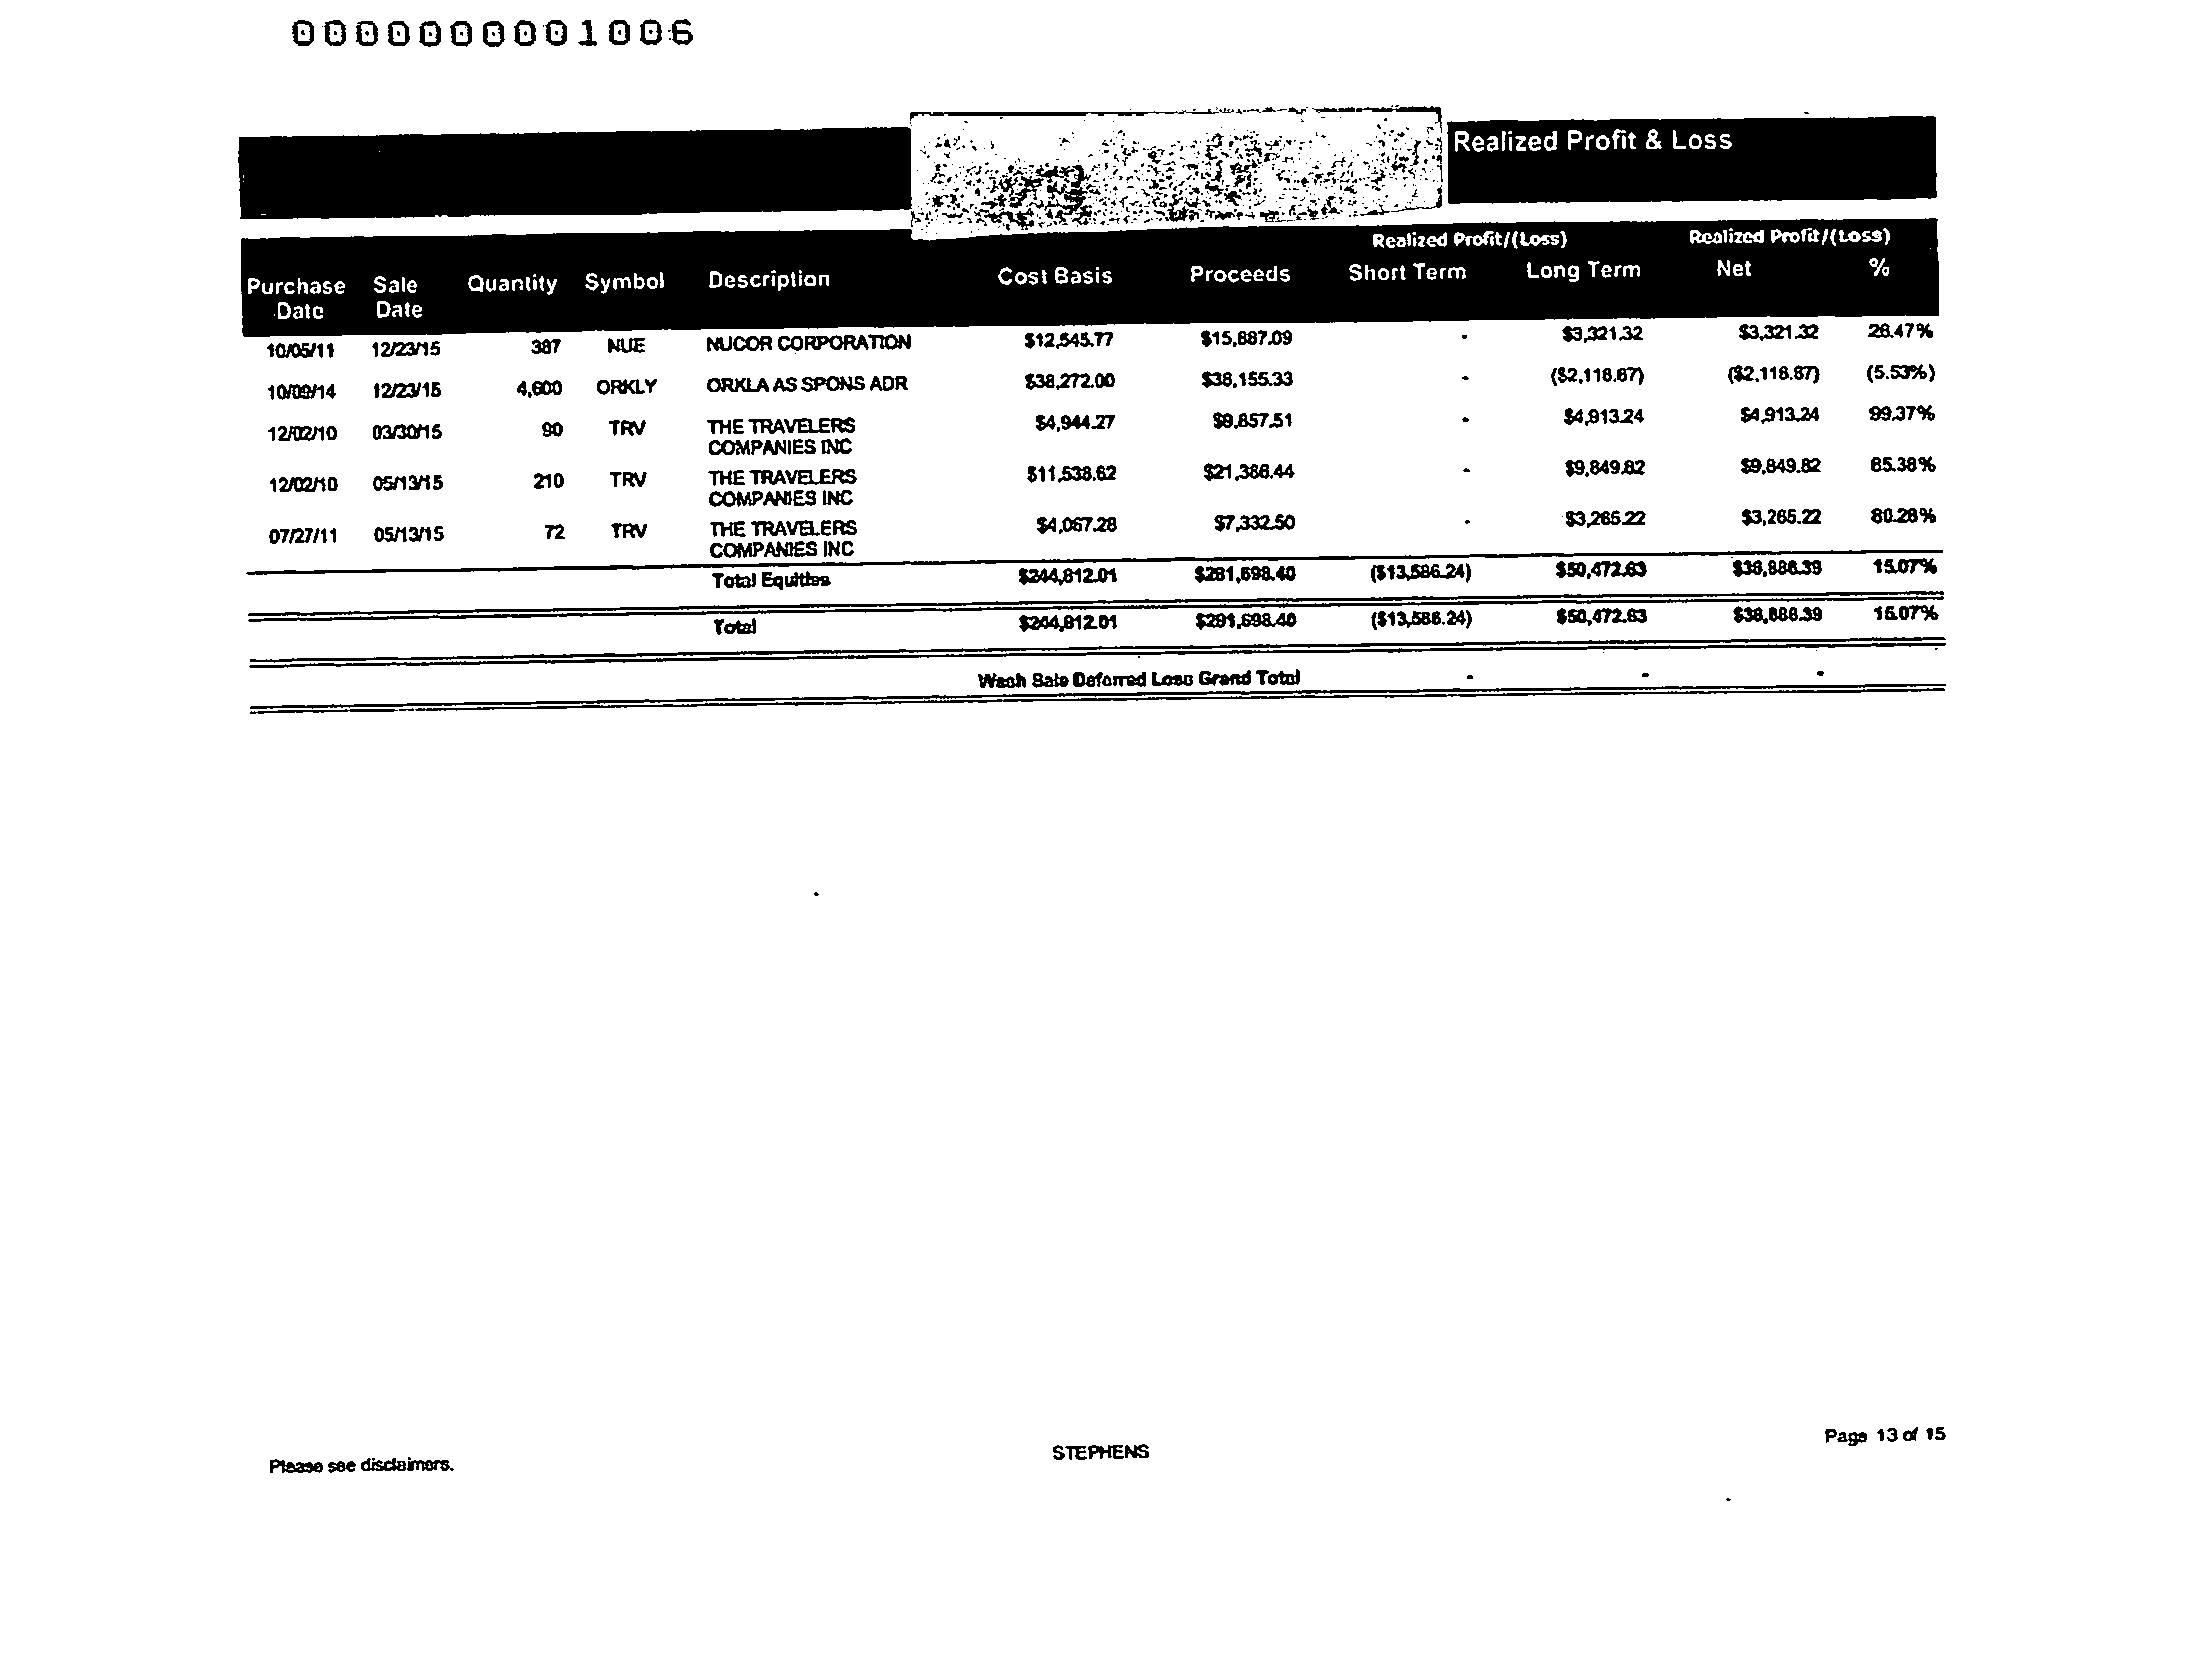 0000000001006
Realized Profit & Loss
Realized Profit/(Loss) Realized Profit/(Loss)
Purchase Date Sale Date Quantity Symbol Description Cost Basis Proceeds Short Term Long Term Net %
10/05/11 12/23/15 387 NUE NUCOR CORPORATION $12,545.77 $15,887.09 - $3,321.32 $3,321.32 26.47%
10/09/14 12/23/15 4,600 ORKLY ORKLA AS SPONS ADR $38,272.00 $36,155.33 - ($2,116.67) ($2,116.67) (5.53%)
12/02/10 03/30/15 90 TRV THE TRAVELERS $4,944.27 $9,857.51 - $4,913.24 $4,913.24 99.37%
COMPANIES INC
12/02/10 05/13/15 210 TRV THE TRAVELERS $11,536.62 $21,386.44 - $9,849.82 $9,849.82 85.38%
COMPANIES INC
07/27/11 05/13/15 72 TRV THE TRAVELERS $4,067.28 $7,332.50 - $3,265.22 $3,265.22 80.28%
COMPANIES INC
Total Equities $244,812.01 $281,698.40 ($13,586.24) $50,472.63 $36,886.39 15.07%
Total $244,812.01 $281,698.40 ($13,586.24) $50,472.63 $36,886.39 15.07%
Wash Sale Deferred Loss Grand Total - - -
Please see disclaimers.
STEPHENS
Page 13 of 15